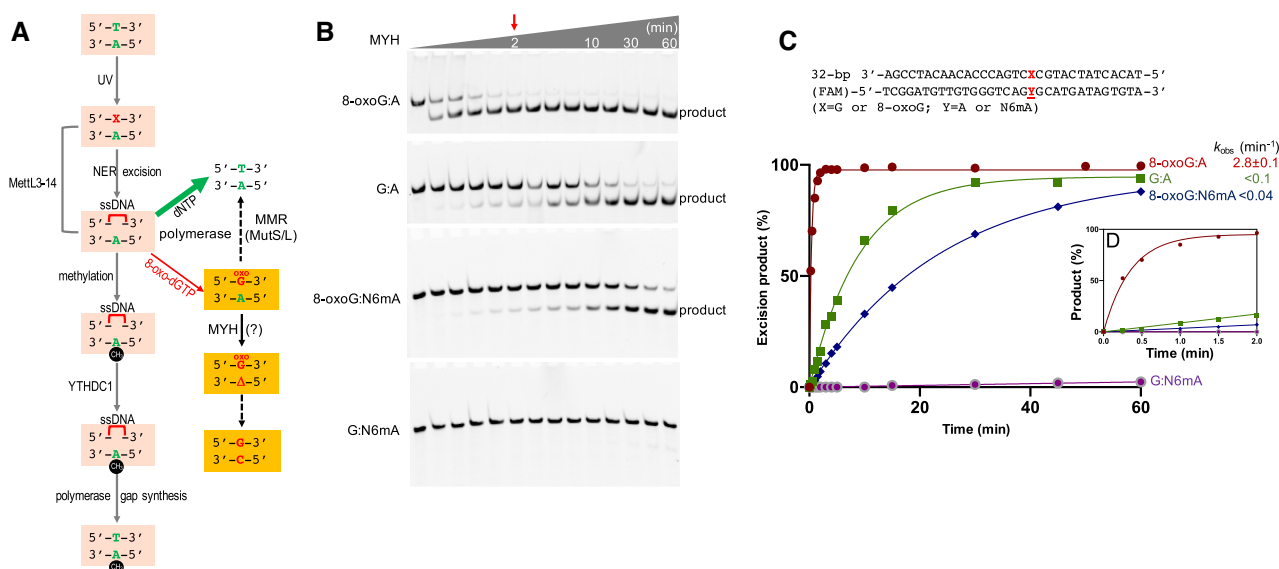 A
5’-T-3’
3’-A-5’
UV
5’-X-3’
3’-A-5’
MettL3-14
NER excision
ssDNA
5’- -3’
3’-A-5’
dNTP
polymerase
5’-T-3’
3’-A-5’
MMR
(MutS/L)
8-oxo-dGTP
oxo
5’-G-3’
3’-A-5’
MYH (?)
oxo
5’-G-3’
3’-Δ-5’
5’-G-3’
3’-C-5’
methylation
ssDNA
5’- -3’
3’-A-5’
CH3
YTHDC1
ssDNA
5’- -3’
3’-A-5’
CH3
polymerase gap synthesis
5’-T-3’
3’-A-5’
CH3
B
MYH
(min)
2 10 30 60
8-oxoG:A
product
G:A
product
8-oxoG:N6mA
product
G:N6mA
C
32-bp 3’-AGCCTACAACACCCAGTCXCGTACTATCACAT-5’
(FAM)-5’-TCGGATGTTGTGGGTCAGYGCATGATAGTGTA-3’
(X=G or 8-oxoG; Y=A or N6mA)
kobs (min-1)
8-oxoG:A 2.8±0.1
G:A <0.1
8-oxoG:N6mA <0.04
G:N6mA
Excision product (%)
100
50
0
0 20 40 60
Time (min)
D
Product (%)
100
50
0
0.0 0.5 1.0 1.5 2.0
Time (min)